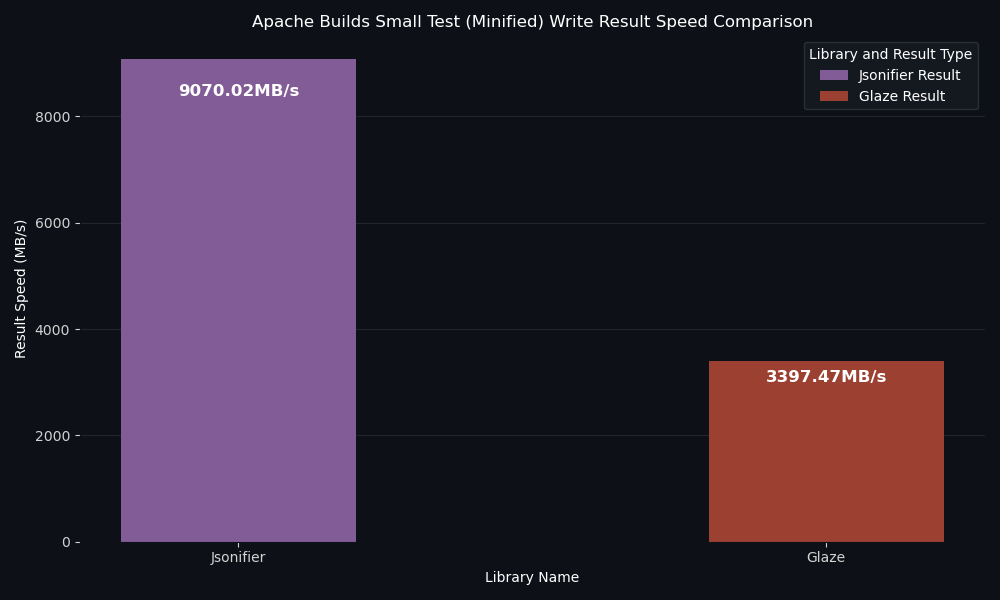 Apache Builds Small Test (Minified) Write Result Speed Comparison
Library and Result Type
Jsonifier Result
Glaze Result
9070.02MB/s
3397.47MB/s
Result Speed (MB/s)
8000
6000
4000
2000
0
Jsonifier
Glaze
Library Name